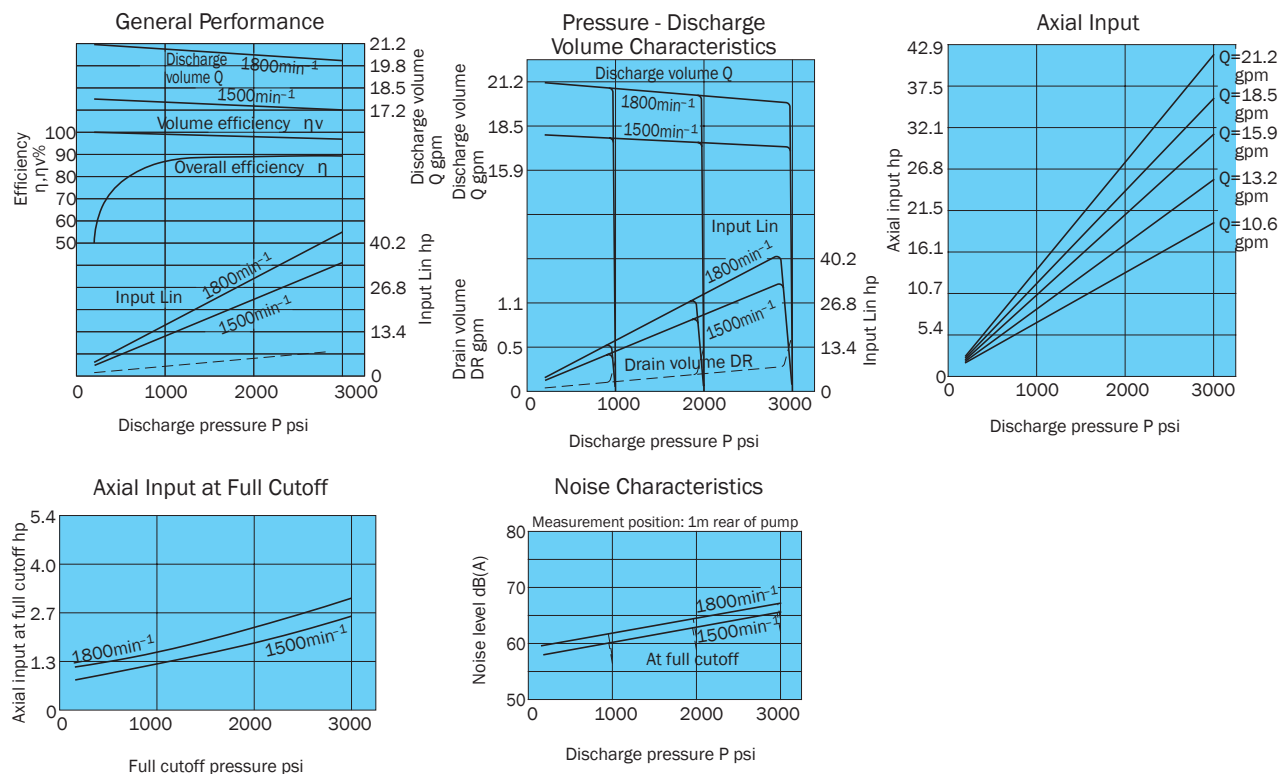 General Performance
Discharge
volume Q
1800min⁻¹
1500min⁻¹
Volume efficiency ηv
Overall efficiency η
Input Lin
1800min⁻¹
1500min⁻¹
Efficiency
η,ηv%
100
90
80
70
60
50
21.2
19.8
18.5
17.2
Discharge volume
Q gpm
40.2
26.8
13.4
0
Input Lin hp
0
1000
2000
3000
Discharge pressure P psi
Pressure - Discharge
Volume Characteristics
Discharge volume Q
1800min⁻¹
1500min⁻¹
Input Lin
1800min⁻¹
1500min⁻¹
Drain volume DR
Discharge volume
Q gpm
21.2
18.5
15.9
Drain volume
DR gpm
1.1
0.5
0
40.2
26.8
13.4
0
Input Lin hp
0
1000
2000
3000
Discharge pressure P psi
Axial Input
Axial input hp
42.9
37.5
32.1
26.8
21.5
16.1
10.7
5.4
0
Q=21.2
gpm
Q=18.5
gpm
Q=15.9
gpm
Q=13.2
gpm
Q=10.6
gpm
0
1000
2000
3000
Discharge pressure P psi
Axial Input at Full Cutoff
Axial input at full cutoff hp
5.4
4.0
2.7
1.3
0
1800min⁻¹
1500min⁻¹
0
1000
2000
3000
Full cutoff pressure psi
Noise Characteristics
Measurement position: 1m rear of pump
Noise level dB(A)
80
70
60
50
1800min⁻¹
1500min⁻¹
At full cutoff
0
1000
2000
3000
Discharge pressure P psi